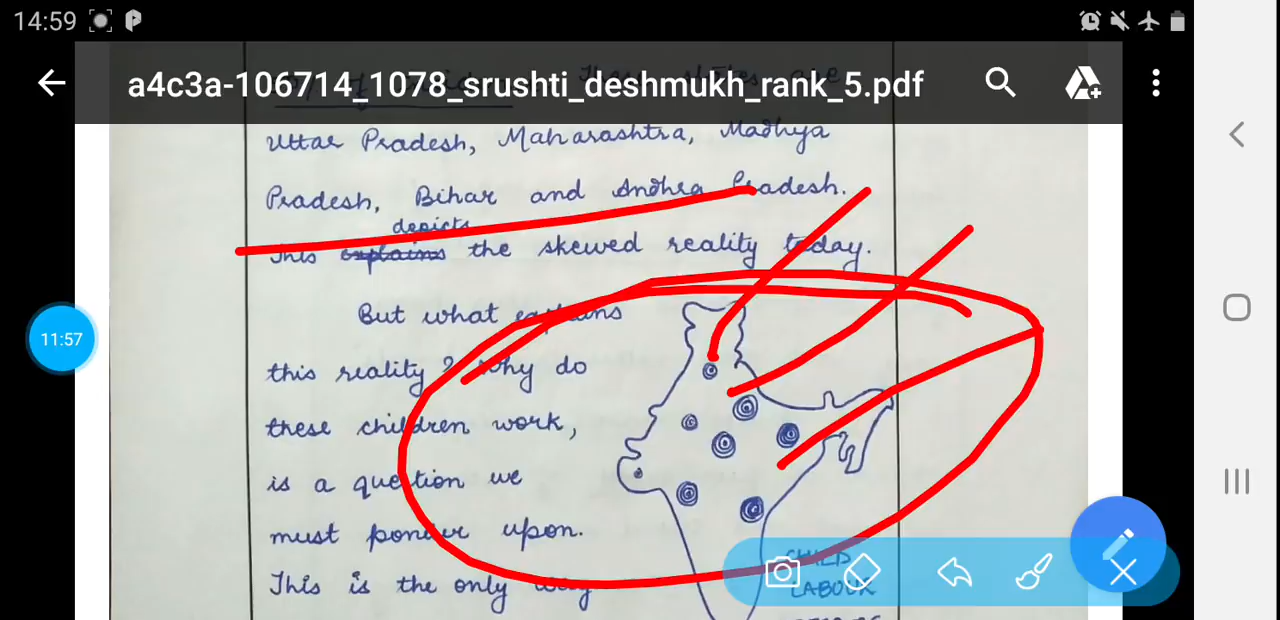 14:59
a4c3a-106714_1078_srushti_deshmukh_rank_5.pdf
Uttar Pradesh, Maharashtra, Madhya
Pradesh, Bihar and Andhra Pradesh.
depicts
This explains the skewed reality today.
But what explains
this reality? Why do
these children work,
is a question we
must ponder upon.
This is the only way
CHILD
LABOUR
11:57